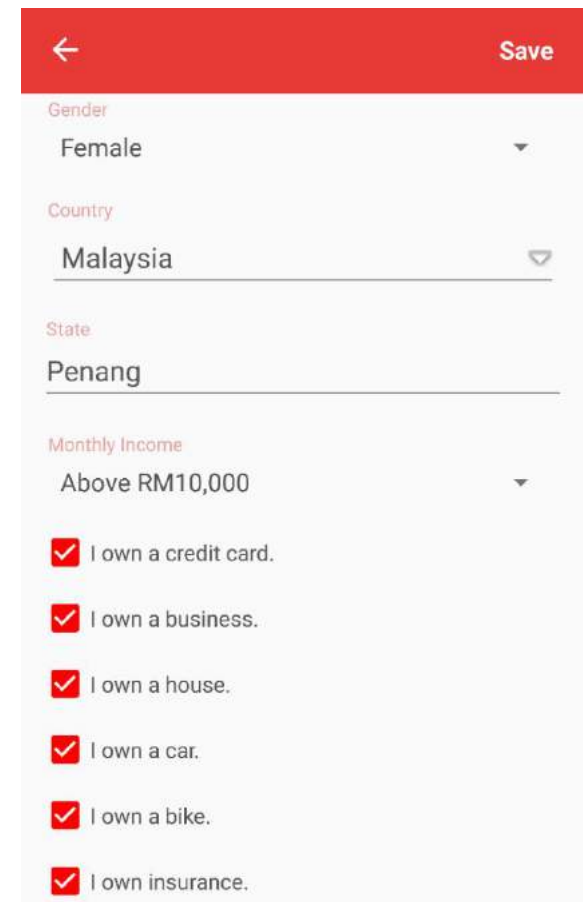 Save
Gender
Female
Country
Malaysia
State
Penang
Monthly Income
Above RM10,000
I own a credit card.
I own a business.
I own a house.
I own a car.
I own a bike.
I own insurance.